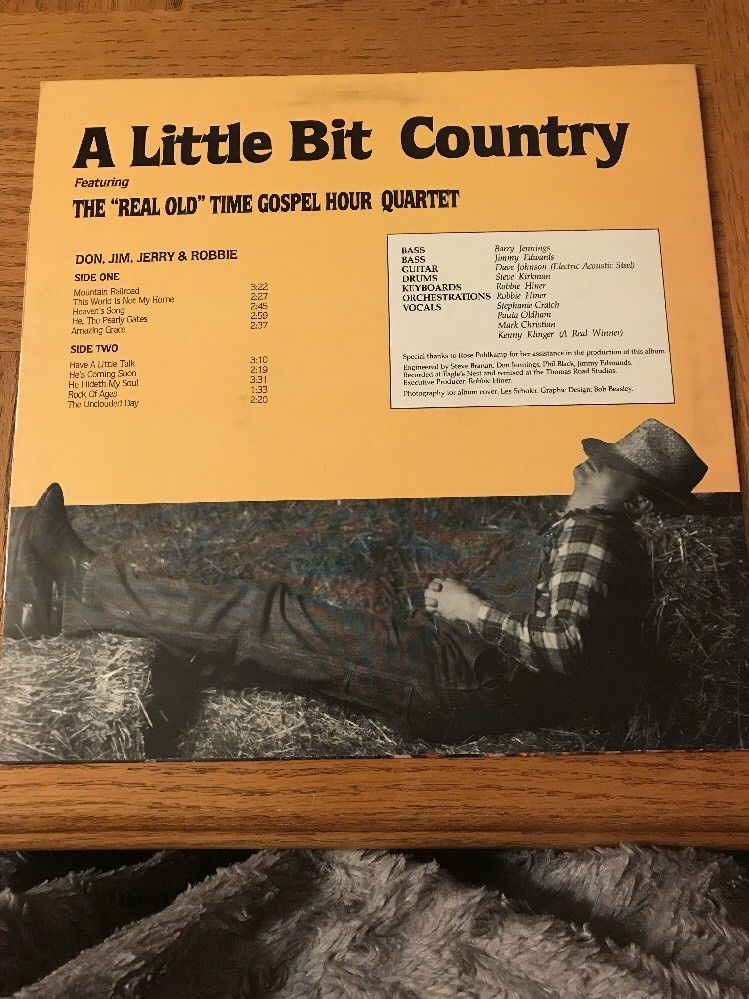 A Little Bit Country
Featuring
THE "REAL OLD" TIME GOSPEL HOUR QUARTET
DON, JIM, JERRY & ROBBIE
SIDE ONE
Mountain Railroad 3:22
This World Is Not My Home 2:27
Heaven's Song 2:45
He, The Pearly Gates 2:59
Amazing Grace 2:37
SIDE TWO
Have A Little Talk 3:10
He's Coming Soon 2:19
He Hideth My Soul 3:31
Rock Of Ages 1:33
The Unclouded Day 2:20
BASS Barry Jennings
BASS Jimmy Edwards
GUITAR Dave Johnson (Electric Acoustic Steel)
DRUMS Steve Kirkman
KEYBOARDS Robbie Hiner
ORCHESTRATIONS Robbie Hiner
VOCALS Stephanie Cratch
Paula Oldham
Mark Christian
Kenny Klinger (A Real Winner)
Special thanks to Rose Pohlkamp for her assistance in the production of this album.
Engineered by Steve Branan, Don Jennings, Phil Black, Jimmy Edmunds.
Recorded at Eagle's Nest and remixed at the Thomas Road Studios.
Executive Producer: Robbie Hiner.
Photography for album cover: Les Schofer. Graphic Design: Bob Beasley.